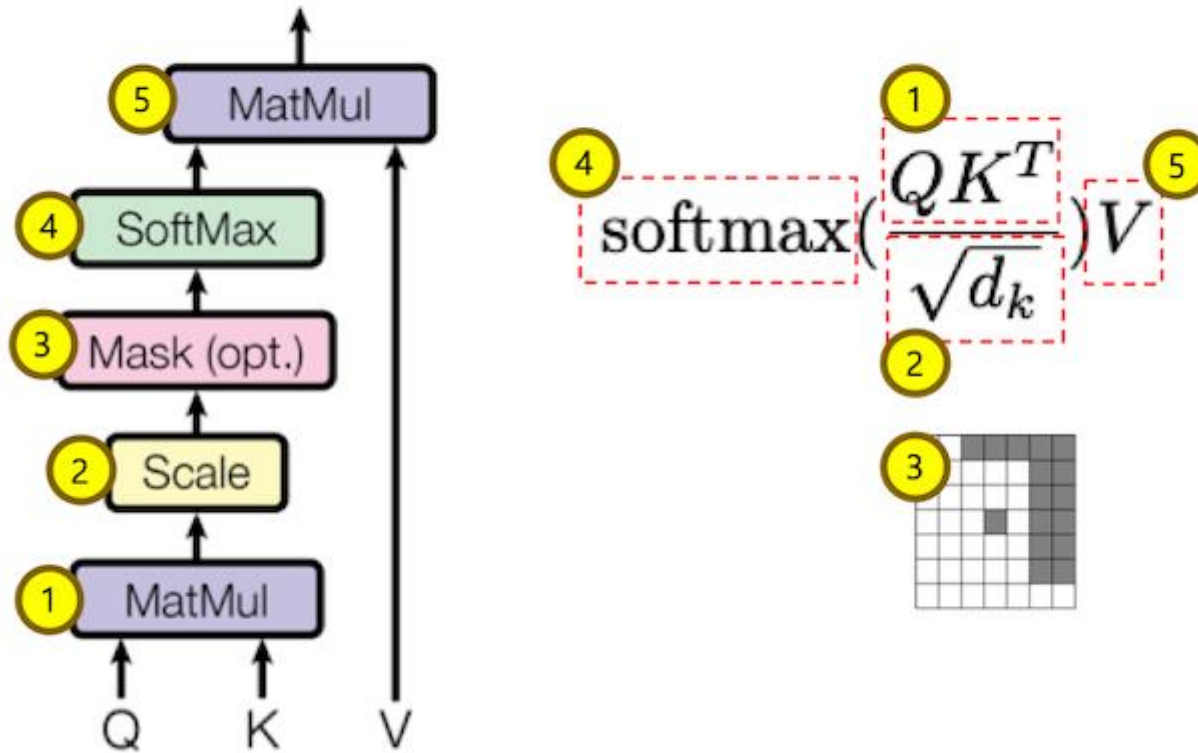 5 MatMul
4 SoftMax
3 Mask (opt.)
2 Scale
1 MatMul
Q K V
1
4 5
softmax(QK^T/√d_k)V
2
3